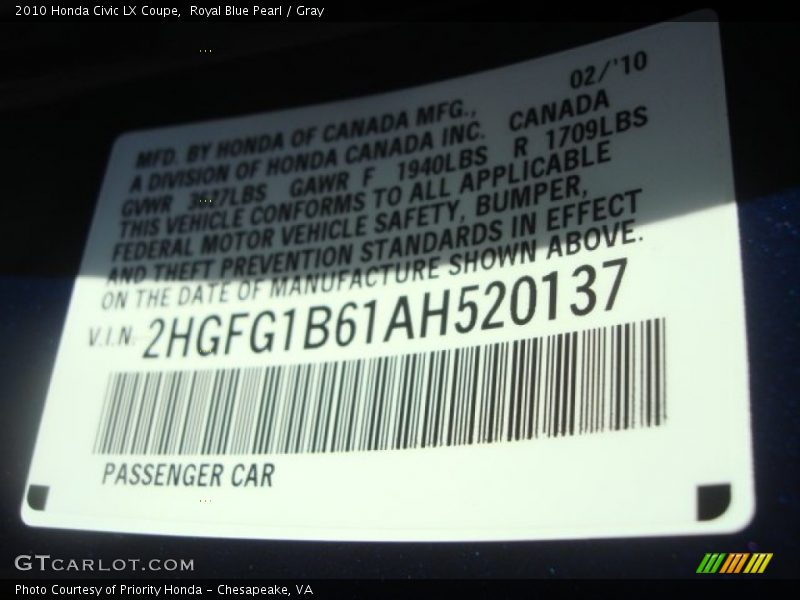 2010 Honda Civic LX Coupe,  Royal Blue Pearl / Gray
02/'10
MFD. BY HONDA OF CANADA MFG.,
A DIVISION OF HONDA CANADA INC. CANADA
GVWR LBS GAWR F 1940LBS R 1709LBS
THIS VEHICLE CONFORMS TO ALL APPLICABLE
FEDERAL MOTOR VEHICLE SAFETY, BUMPER,
AND THEFT PREVENTION STANDARDS IN EFFECT
ON THE DATE OF MANUFACTURE SHOWN ABOVE.
V.I.N: 2HGFG1B61AH520137
PASSENGER CAR
GTCARLOT.COM
Photo Courtesy of Priority Honda - Chesapeake, VA